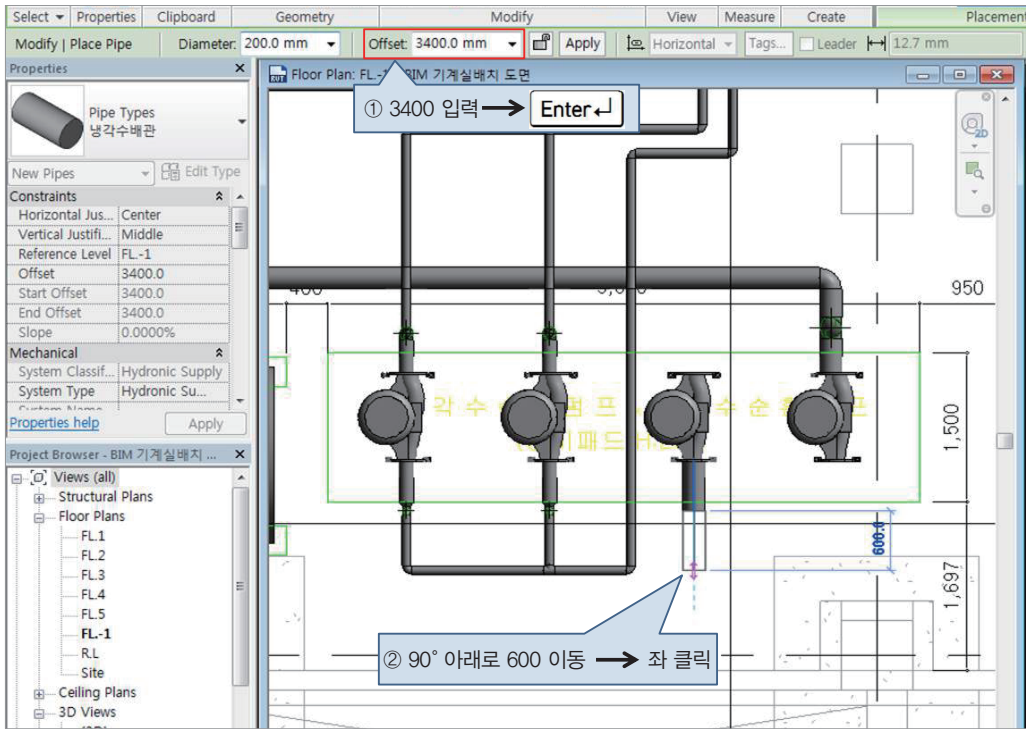 Select Properties Clipboard Geometry Modify View Measure Create Placement
Modify | Place Pipe Diameter: 200.0 mm Offset: 3400.0 mm Apply Horizontal Tags... Leader 12.7 mm
Properties
Floor Plan: FL.-1 BIM 기계실배치 도면
① 3400 입력 Enter
2D
Pipe Types
냉각수배관
New Pipes Edit Type
Constraints
Horizontal Jus... Center
Vertical Justifi... Middle
Reference Level FL.-1
Offset 3400.0
Start Offset 3400.0
End Offset 3400.0
Slope 0.0000%
Mechanical
System Classif... Hydronic Supply
System Type Hydronic Su...
System Name
Properties help Apply
950
1,500
600.0
1,697
② 90° 아래로 600 이동 좌 클릭
Project Browser - BIM 기계실배치 ...
Views (all)
Structural Plans
Floor Plans
FL.1
FL.2
FL.3
FL.4
FL.5
FL.-1
R.L
Site
Ceiling Plans
3D Views